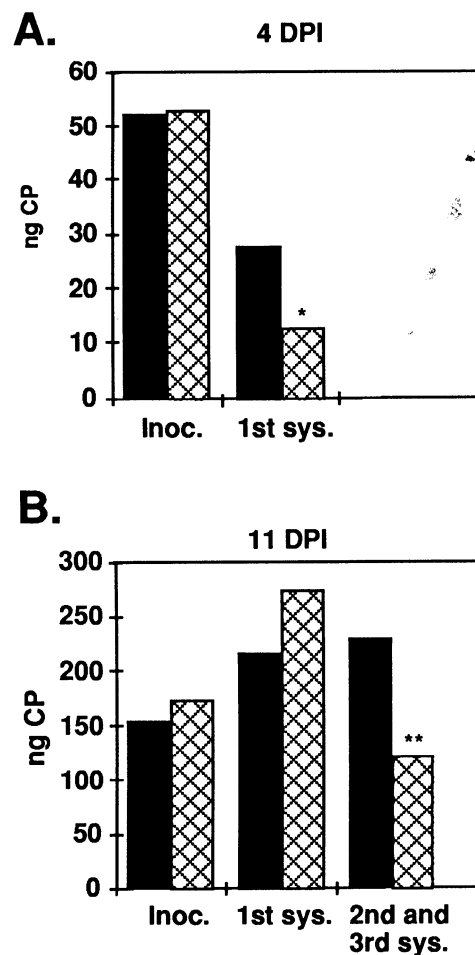 A.
4 DPI
60
50
40
30
20
10
0
ng CP
*
Inoc.
1st sys.
B.
11 DPI
300
250
200
150
100
50
0
ng CP
**
Inoc.
1st sys.
2nd and
3rd sys.